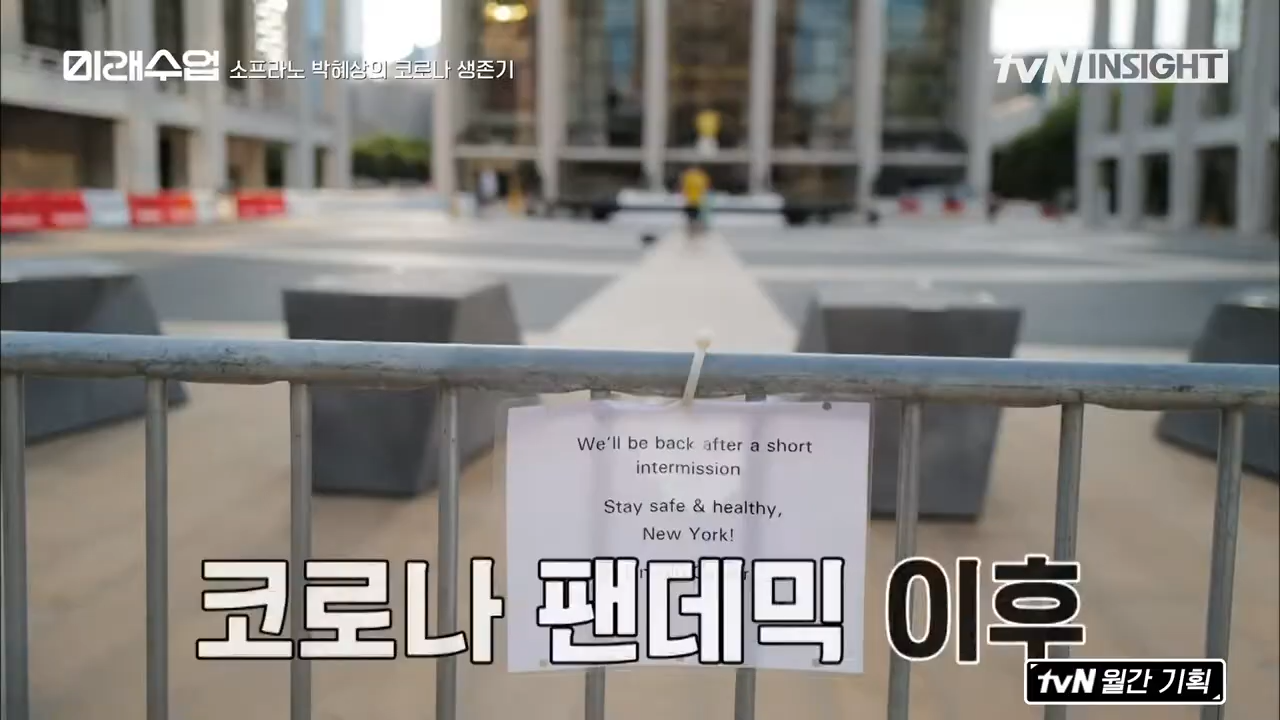 미래수업 소프라노 박혜상의 코로나 생존기
tvN INSIGHT
We'll be back after a short
intermission
Stay safe & healthy,
New York!
코로나 팬데믹 이후
tvN 월간 기획